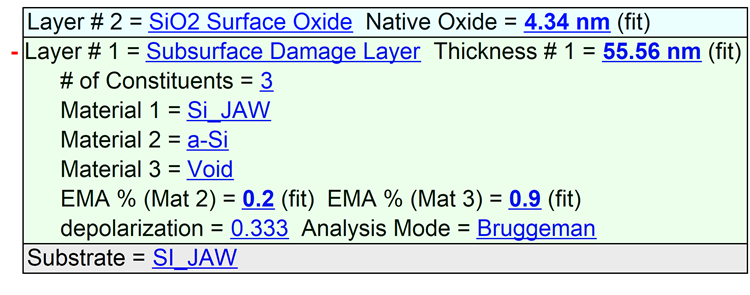 Layer # 2 = SiO2 Surface Oxide  Native Oxide = 4.34 nm (fit)
- Layer # 1 = Subsurface Damage Layer  Thickness # 1 = 55.56 nm (fit)
# of Constituents = 3
Material 1 = Si_JAW
Material 2 = a-Si
Material 3 = Void
EMA % (Mat 2) = 0.2 (fit)  EMA % (Mat 3) = 0.9 (fit)
depolarization = 0.333  Analysis Mode = Bruggeman
Substrate = SI_JAW